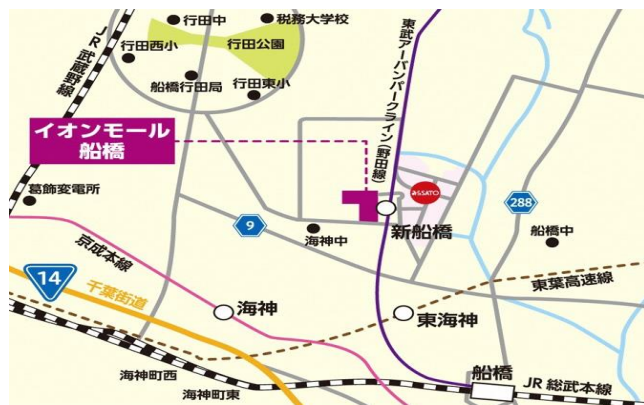 行田中
税務大学校
行田西小
行田公園
船橋行田局
行田東小
JR 武蔵野線
東武アーバンパークライン(野田線)
イオンモール
船橋
葛飾変電所
9
海神中
新船橋
288
船橋中
京成本線
14
千葉街道
海神
東海神
東葉高速線
船橋
JR 総武本線
海神町西
海神町東